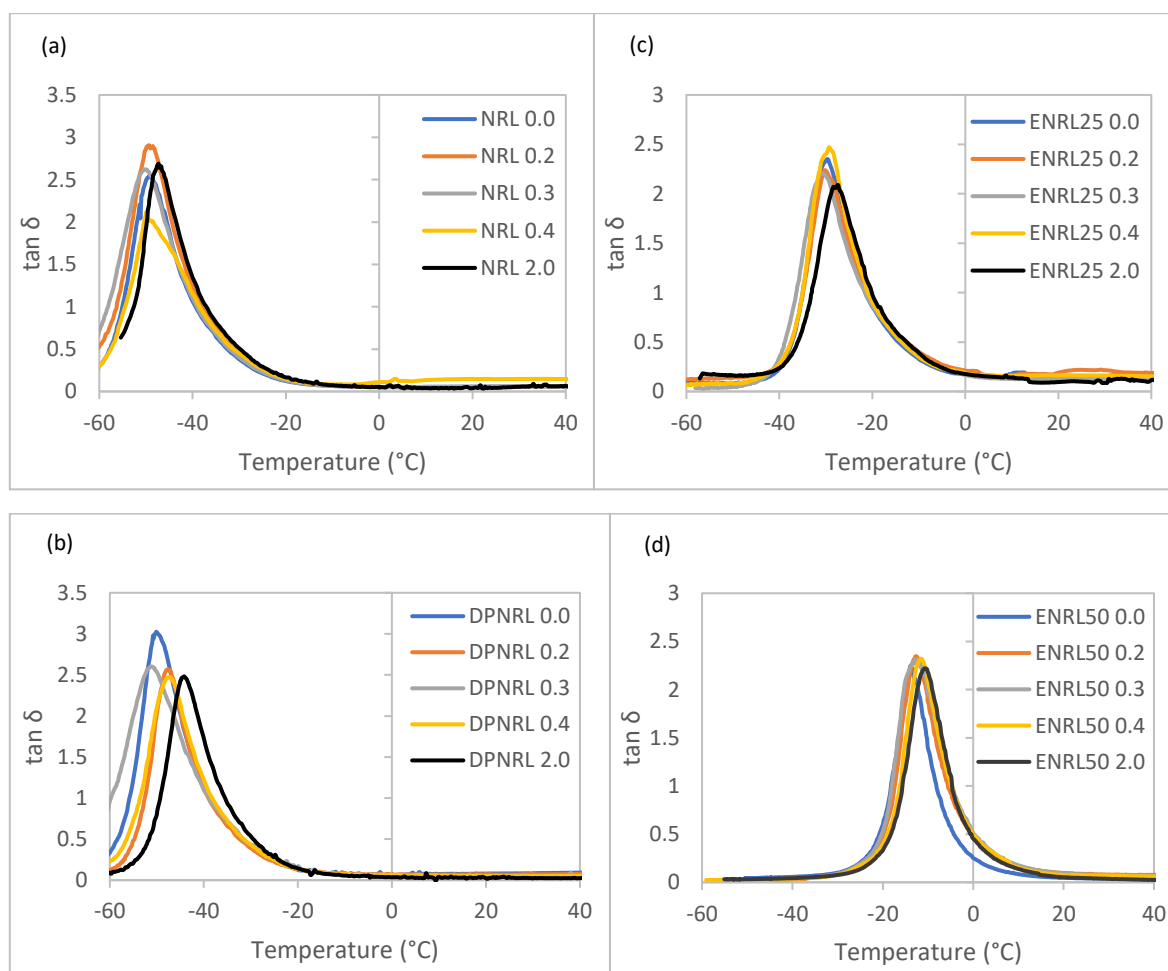 (a)
3.5
3
2.5
2
1.5
1
0.5
0
-60 -40 -20 0 20 40
tan δ
Temperature (°C)
NRL 0.0
NRL 0.2
NRL 0.3
NRL 0.4
NRL 2.0
(c)
3
2.5
2
1.5
1
0.5
0
-60 -40 -20 0 20 40
tan δ
Temperature (°C)
ENRL25 0.0
ENRL25 0.2
ENRL25 0.3
ENRL25 0.4
ENRL25 2.0
(b)
3.5
3
2.5
2
1.5
1
0.5
0
-60 -40 -20 0 20 40
tan δ
Temperature (°C)
DPNRL 0.0
DPNRL 0.2
DPNRL 0.3
DPNRL 0.4
DPNRL 2.0
(d)
3
2.5
2
1.5
1
0.5
0
-60 -40 -20 0 20 40
tan δ
Temperature (°C)
ENRL50 0.0
ENRL50 0.2
ENRL50 0.3
ENRL50 0.4
ENRL50 2.0